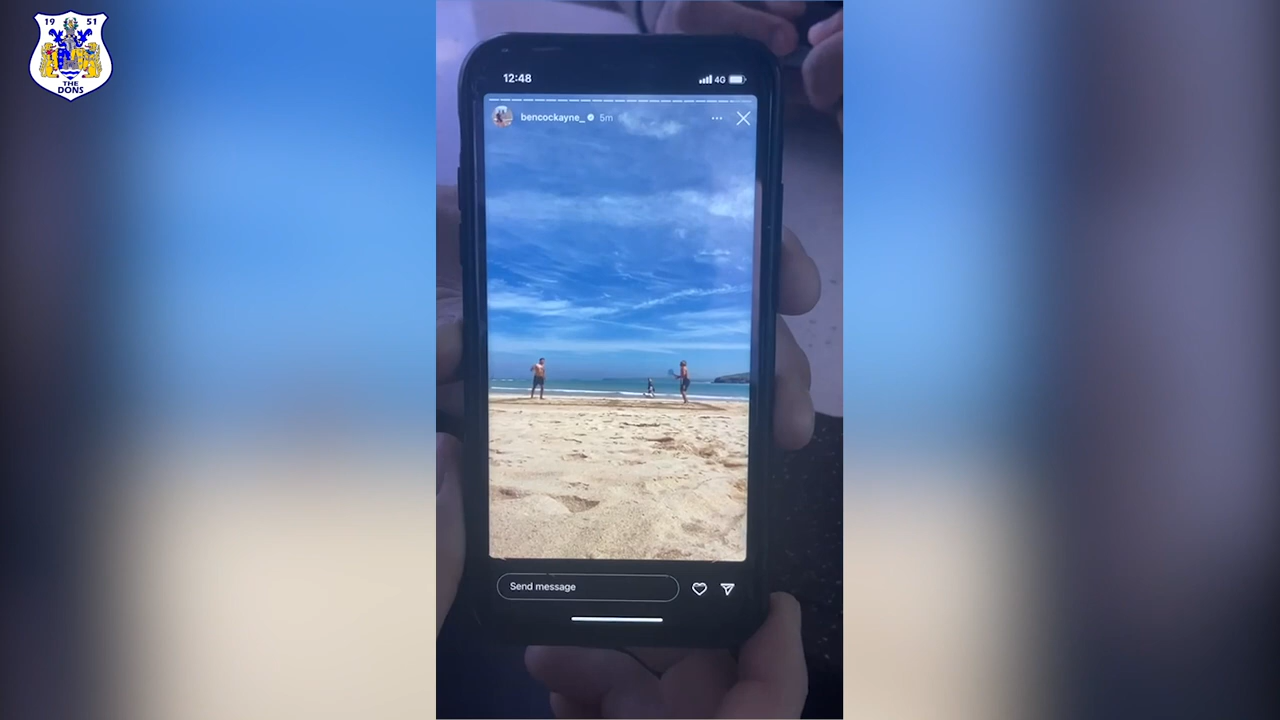 19 51
THE
DONS
12:48
4G
bencockayne_ 5m
Send message